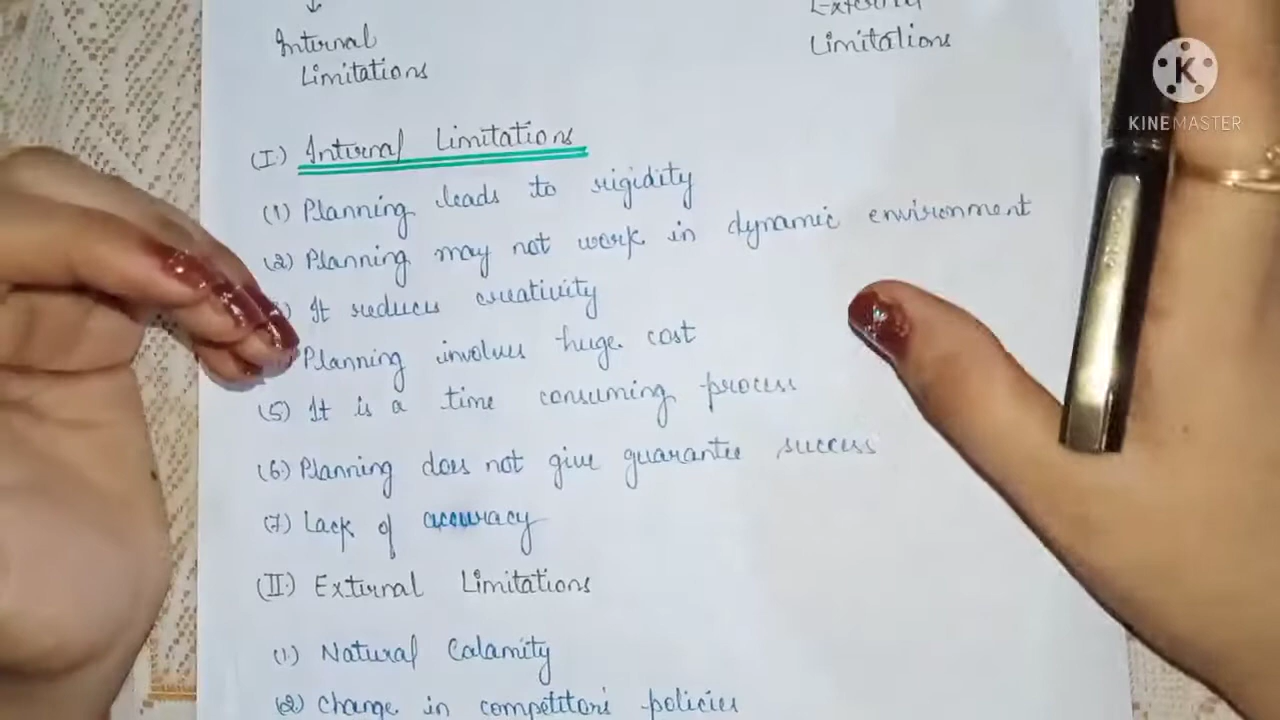 Internal
Limitations
External
Limitations
(I.) Internal Limitations
(1) Planning leads to rigidity
(2) Planning may not work in dynamic environment
) It reduces creativity
Planning involves huge cost
(5) It is a time consuming process
(6) Planning does not give guarantee success
(7) Lack of accuracy
(II.) External Limitations
(1.) Natural Calamity
(2) Change in competitors policies
K
KINEMASTER